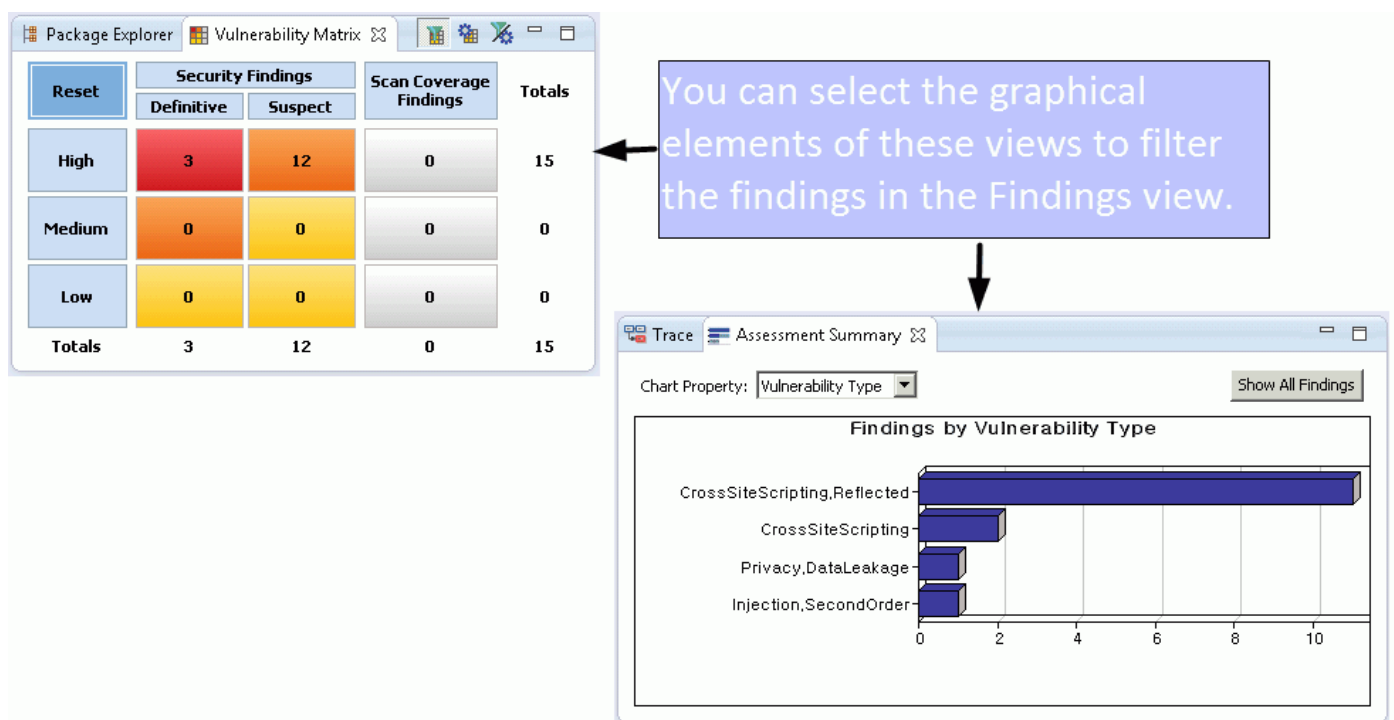 Package Explorer Vulnerability Matrix
Reset Security Findings Scan Coverage Findings Totals
Definitive Suspect
High 3 12 0 15
Medium 0 0 0 0
Low 0 0 0 0
Totals 3 12 0 15
You can select the graphical
elements of these views to filter
the findings in the Findings view.
Trace Assessment Summary
Chart Property: Vulnerability Type Show All Findings
Findings by Vulnerability Type
CrossSiteScripting,Reflected
CrossSiteScripting
Privacy,DataLeakage
Injection,SecondOrder
0 2 4 6 8 10